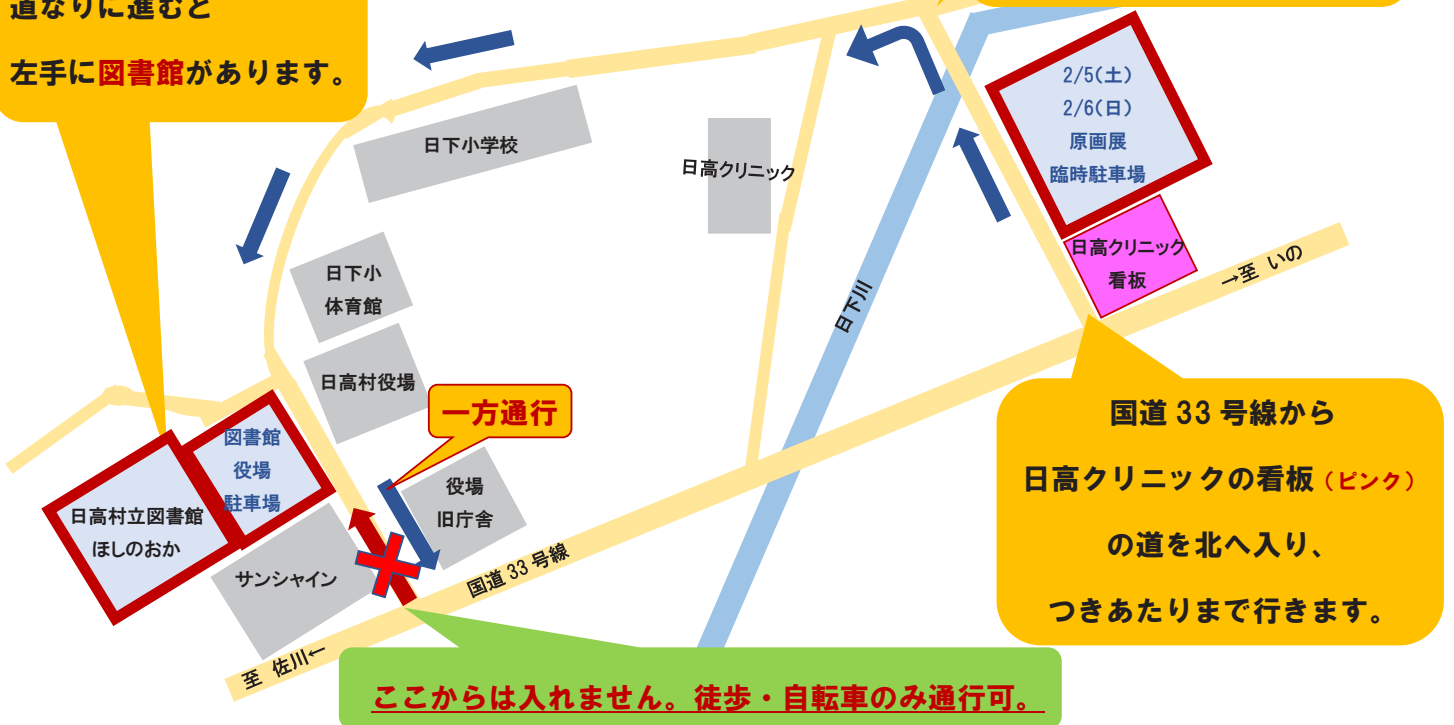 道なりに進むと
左手に図書館があります。
2/5(土)
2/6(日)
原画展
臨時駐車場
日下小学校
日高クリニック
日高クリニック
看板
→至 いの
日下川
日下小
体育館
日高村役場
一方通行
国道 33 号線から
日高クリニックの看板（ピンク）
の道を北へ入り、
つきあたりまで行きます。
図書館
役場
駐車場
役場
旧庁舎
日高村立図書館
ほしのおか
サンシャイン
国道 33 号線
至 佐川←
ここからは入れません。徒歩・自転車のみ通行可。